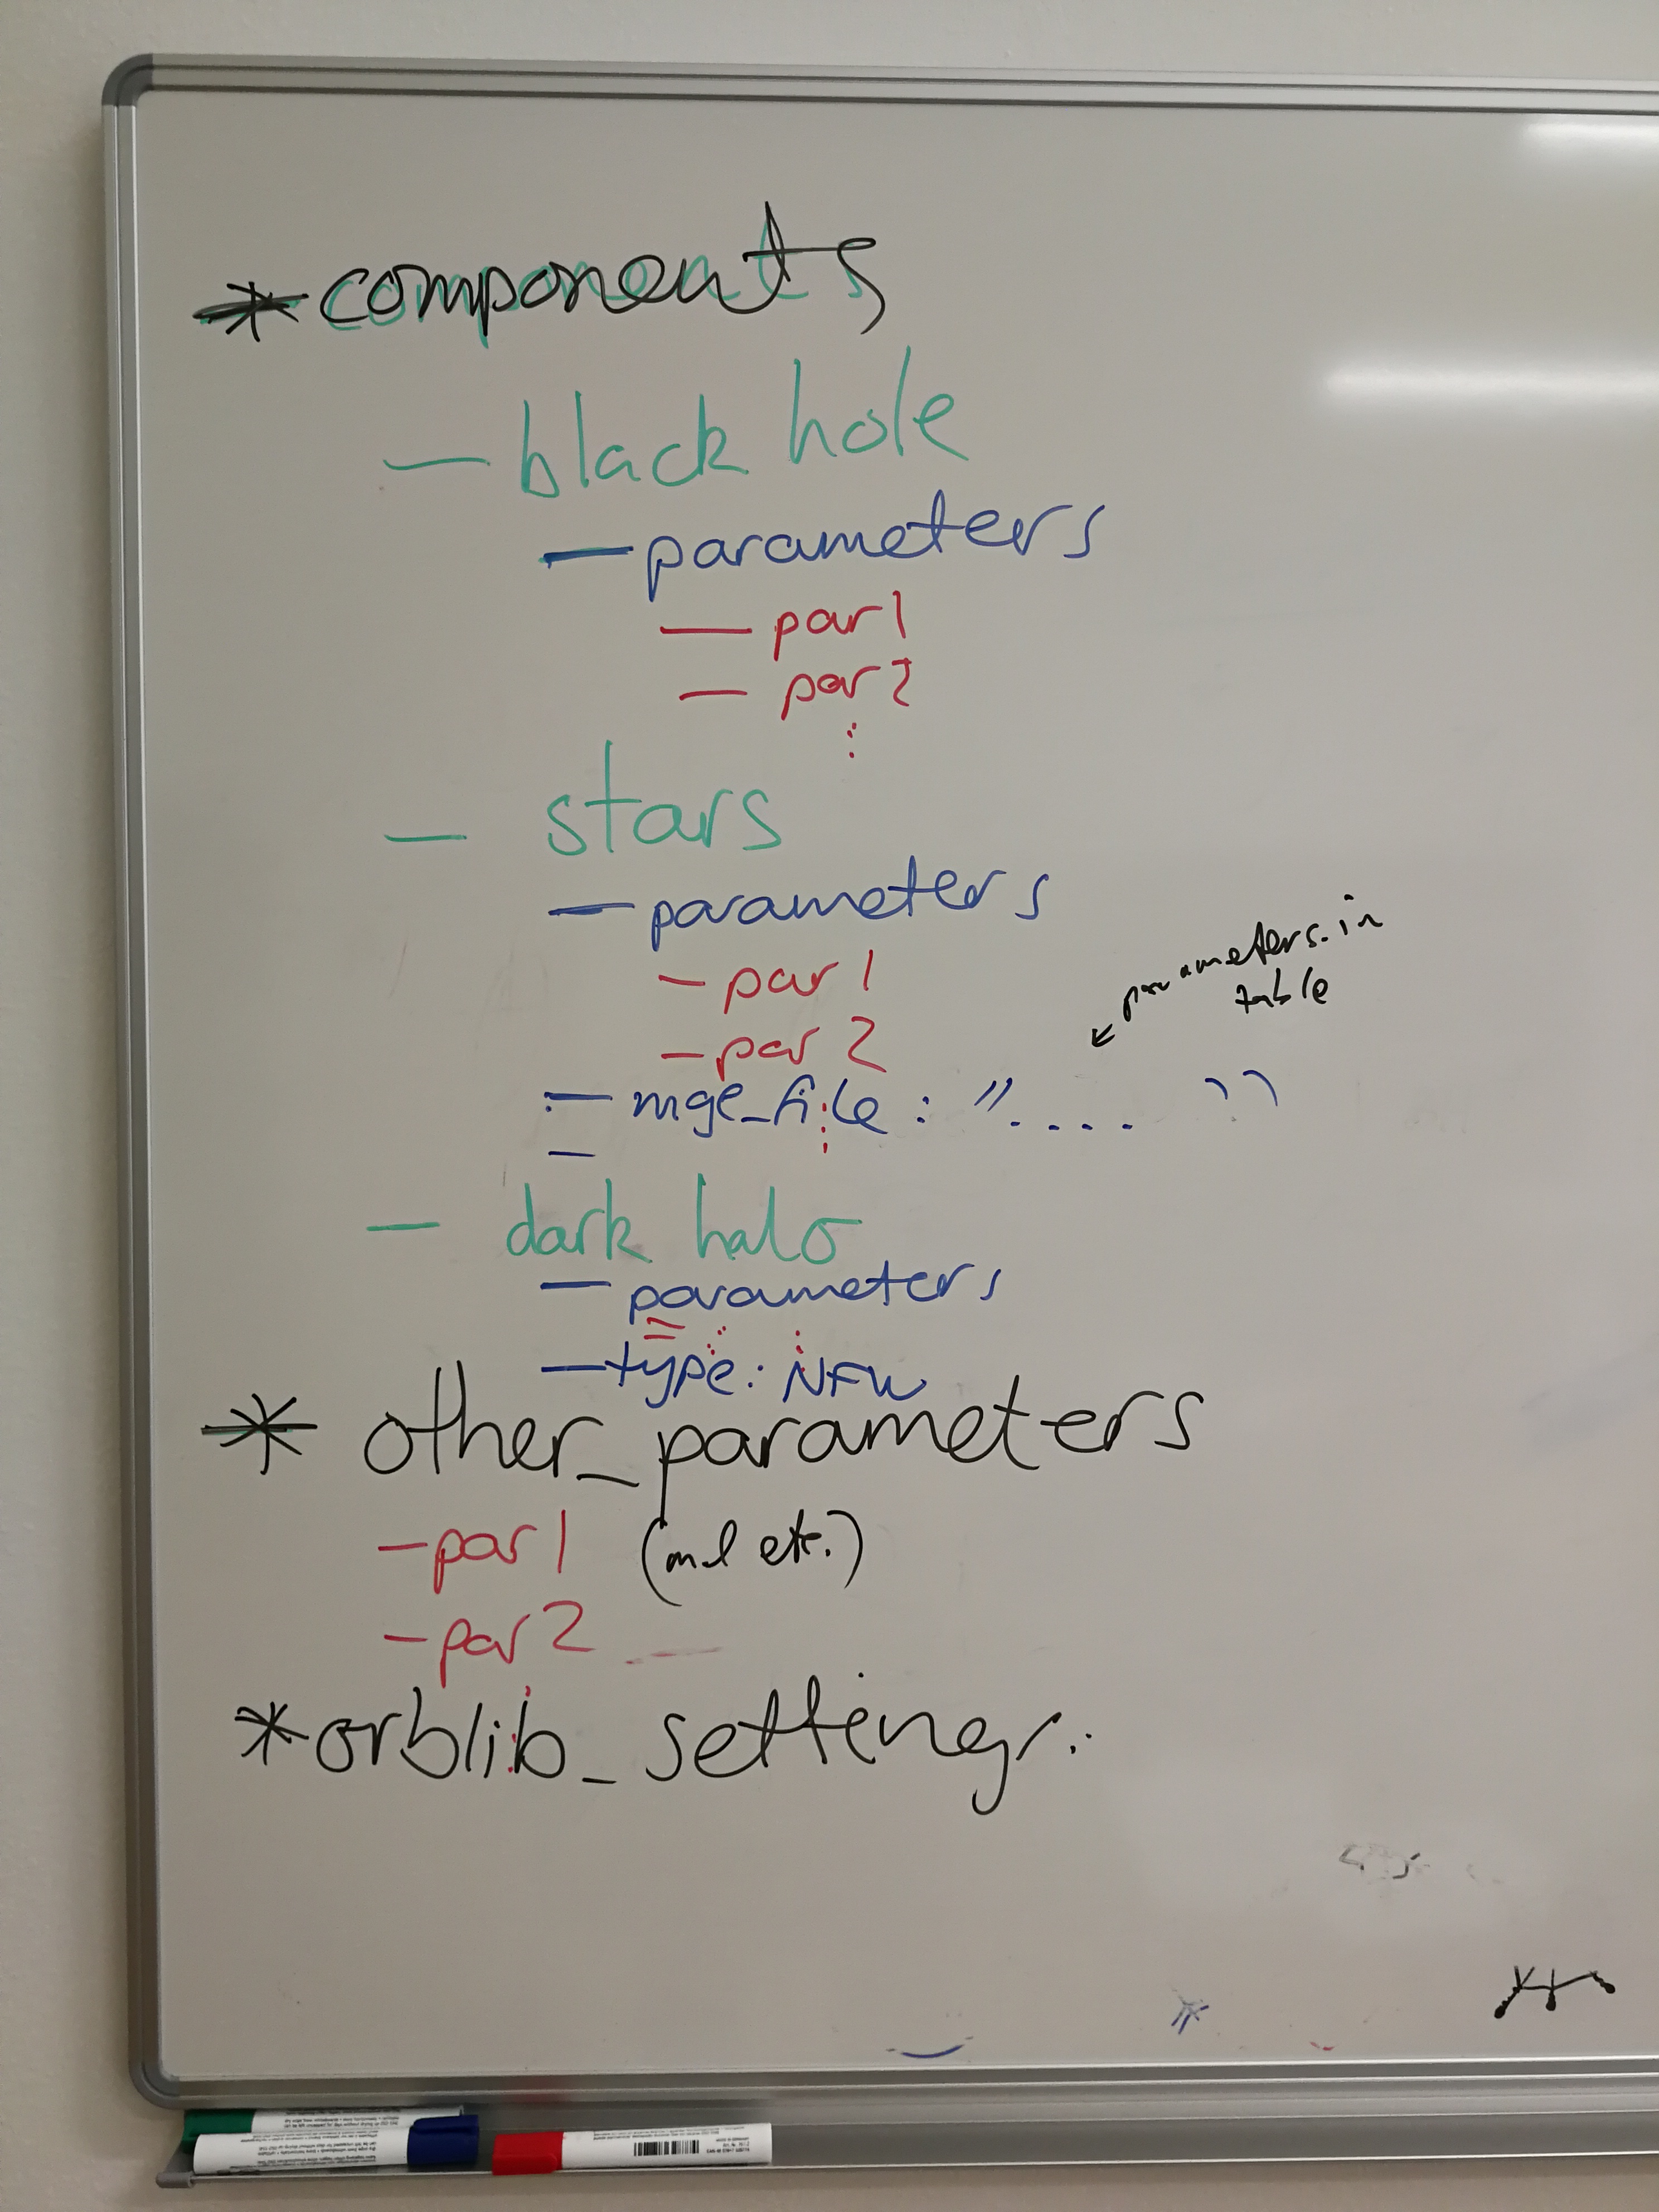 * components
— black hole
— parameters
— par1
— par2
⋮
— stars
— parameters
— par1
— par2
parameters.in
table
— mge_file : "...."
—
— dark halo
— parameters
— type: NFW
* other_parameters
— par1 (ml etc.)
— par2
* orblib_settings..